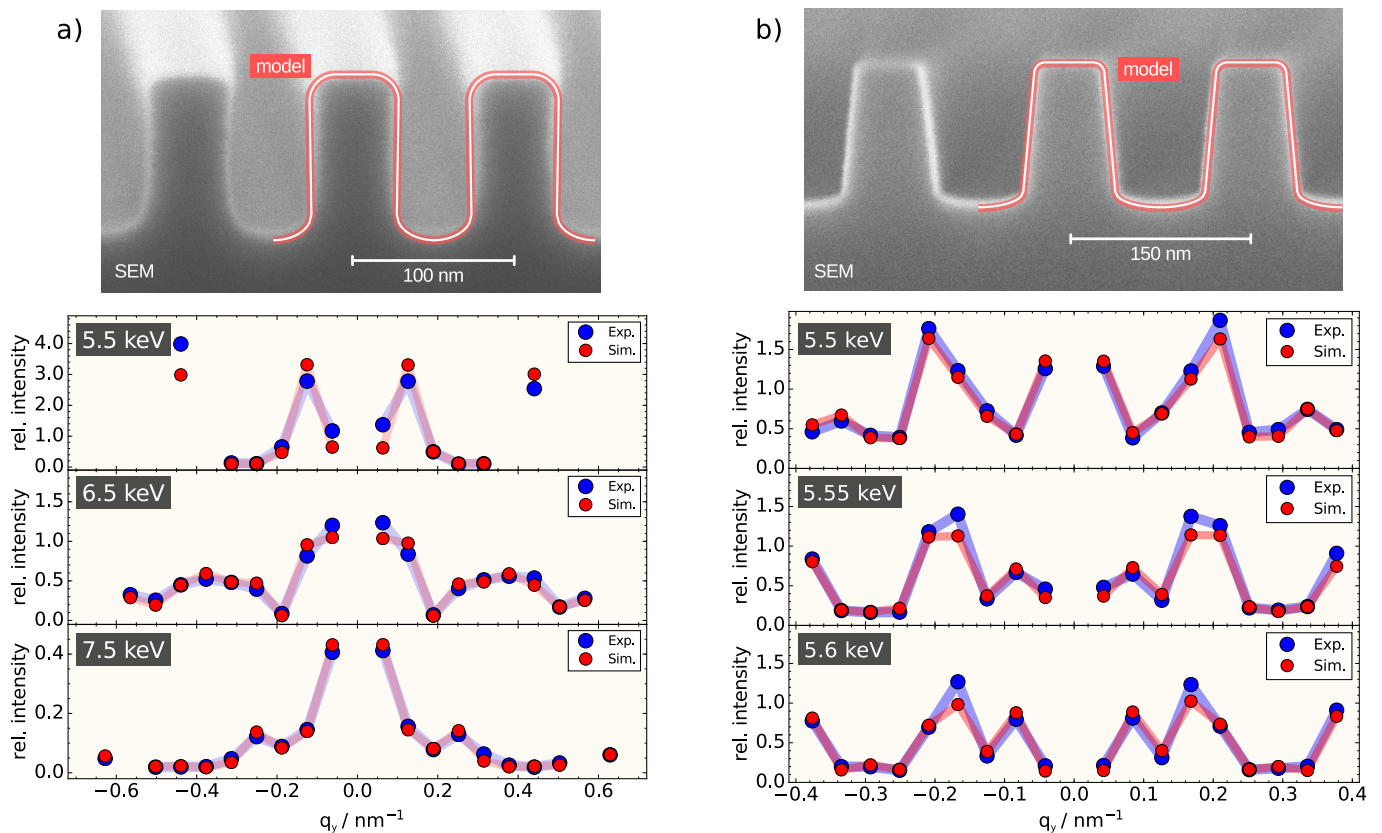 a)
model
SEM
100 nm
5.5 keV
Exp.
Sim.
rel. intensity
4.0
3.0
2.0
1.0
0.0
6.5 keV
Exp.
Sim.
rel. intensity
1.5
1.0
0.5
0.0
7.5 keV
Exp.
Sim.
rel. intensity
0.4
0.2
0.0
−0.6 −0.4 −0.2 0.0 0.2 0.4 0.6
q_y / nm⁻¹
b)
model
SEM
150 nm
5.5 keV
Exp.
Sim.
rel. intensity
1.5
1.0
0.5
0.0
5.55 keV
Exp.
Sim.
rel. intensity
1.5
1.0
0.5
0.0
5.6 keV
Exp.
Sim.
rel. intensity
1.5
1.0
0.5
0.0
−0.4 −0.3 −0.2 −0.1 0.0 0.1 0.2 0.3 0.4
q_y / nm⁻¹